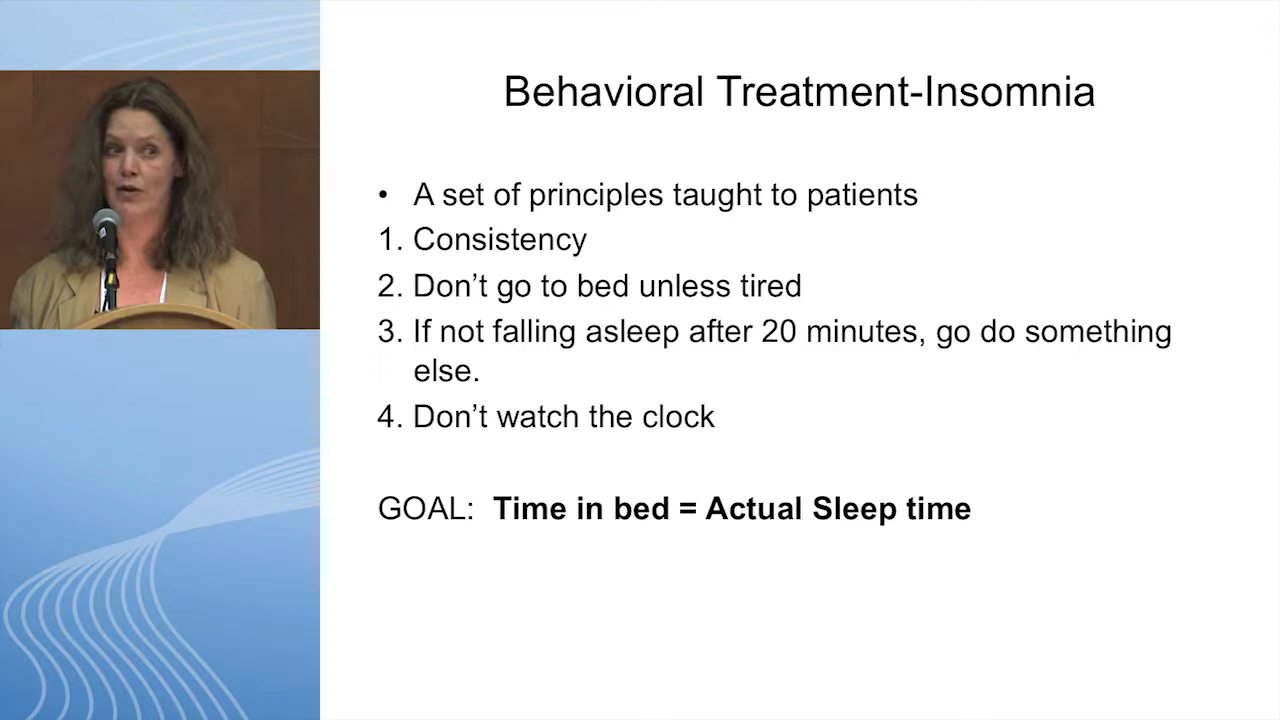 Behavioral Treatment-Insomnia
• A set of principles taught to patients
1. Consistency
2. Don’t go to bed unless tired
3. If not falling asleep after 20 minutes, go do something
else.
4. Don’t watch the clock
GOAL: Time in bed = Actual Sleep time